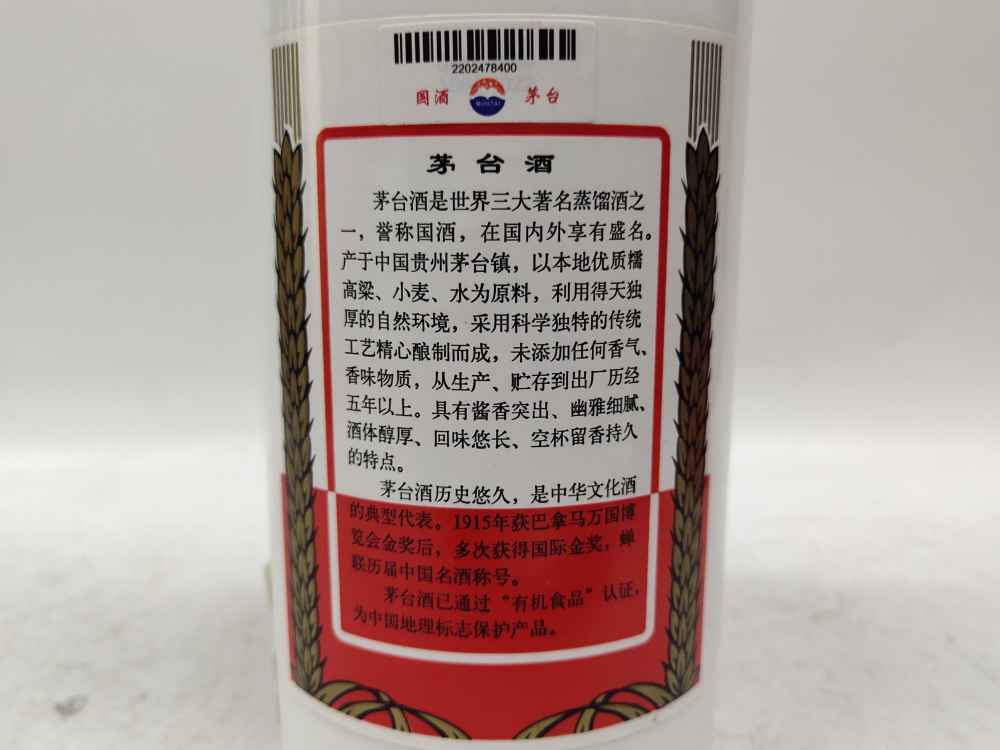 2202478400
国酒 MOUTAI 茅台
茅台酒
茅台酒是世界三大著名蒸馏酒之
一，誉称国酒，在国内外享有盛名。
产于中国贵州茅台镇，以本地优质糯
高粱、小麦、水为原料，利用得天独
厚的自然环境，采用科学独特的传统
工艺精心酿制而成，未添加任何香气、
香味物质，从生产、贮存到出厂历经
五年以上。具有酱香突出、幽雅细腻、
酒体醇厚、回味悠长、空杯留香持久
的特点。
茅台酒历史悠久，是中华文化酒
的典型代表。1915年获巴拿马万国博
览会金奖后，多次获得国际金奖，蝉
联历届中国名酒称号。
茅台酒已通过“有机食品”认证，
为中国地理标志保护产品。